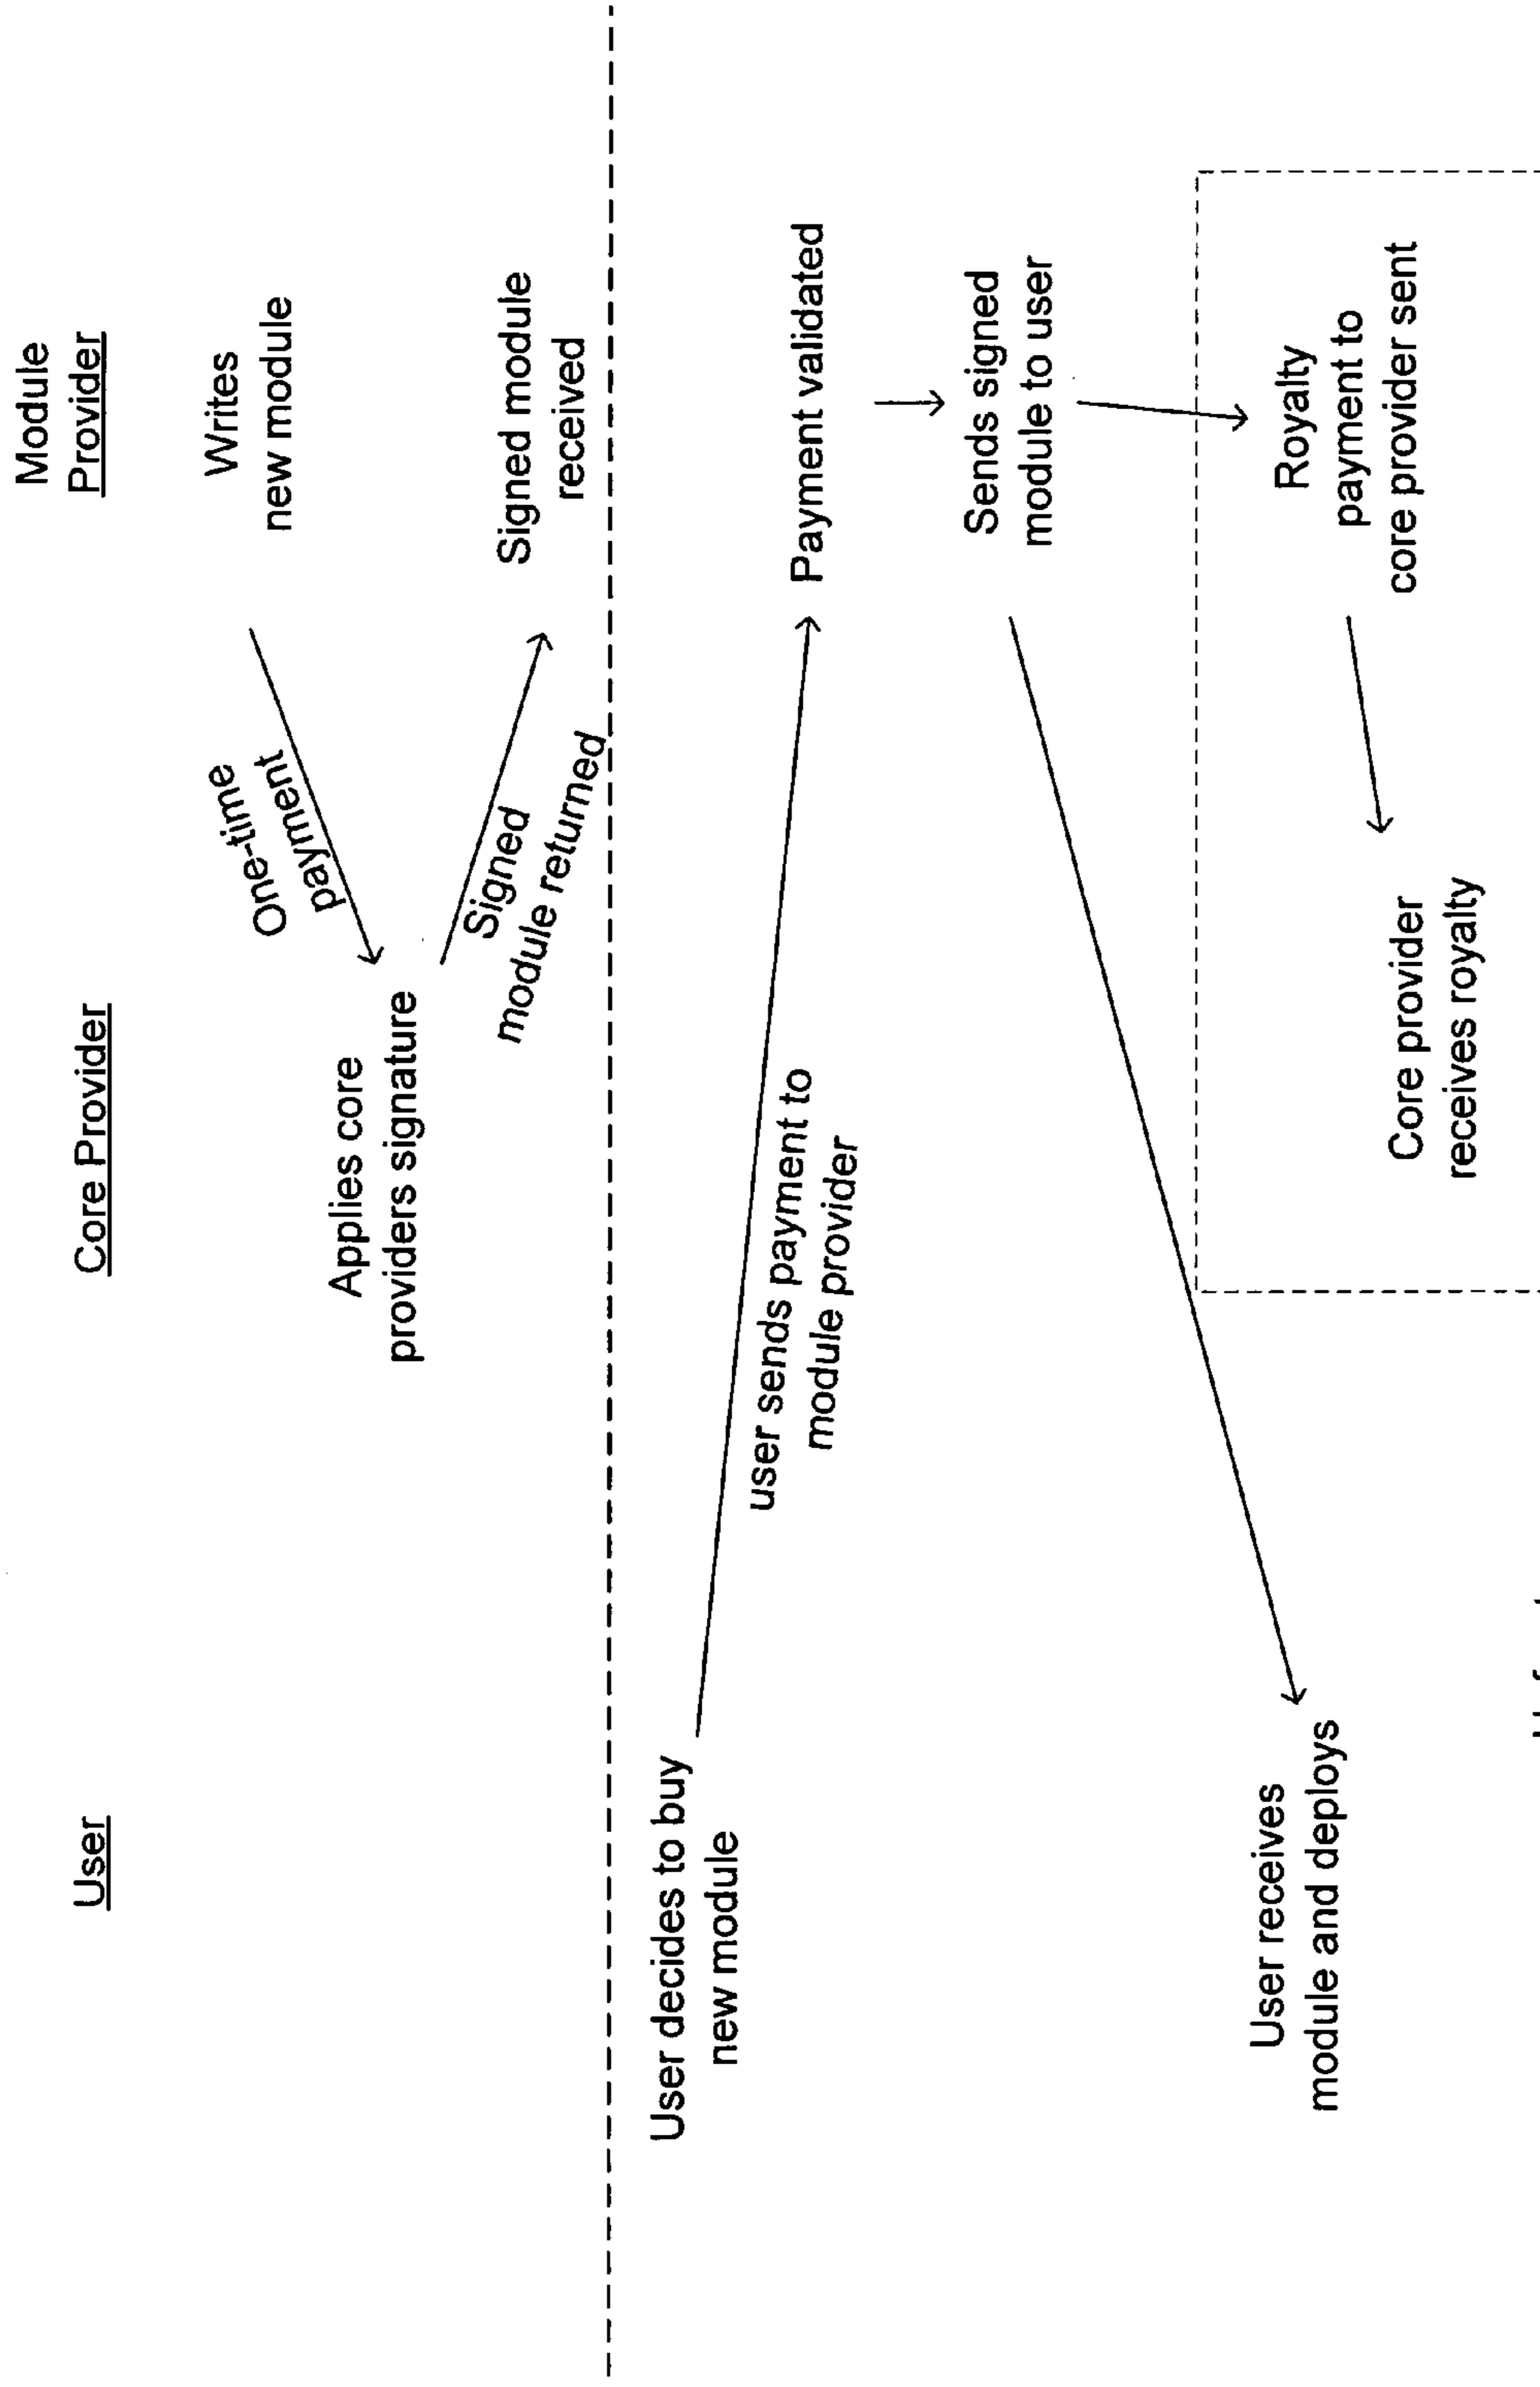 User
Core Provider
Module
Provider
Writes
new module
One-time
payment
Applies core
providers signature
Signed
module returned
Signed module
received
User decides to buy
new module
user sends payment to
module provider
Payment validated
Sends signed
module to user
User receives
module and deploys
Royalty
payment to
core provider sent
Core provider
receives royalty